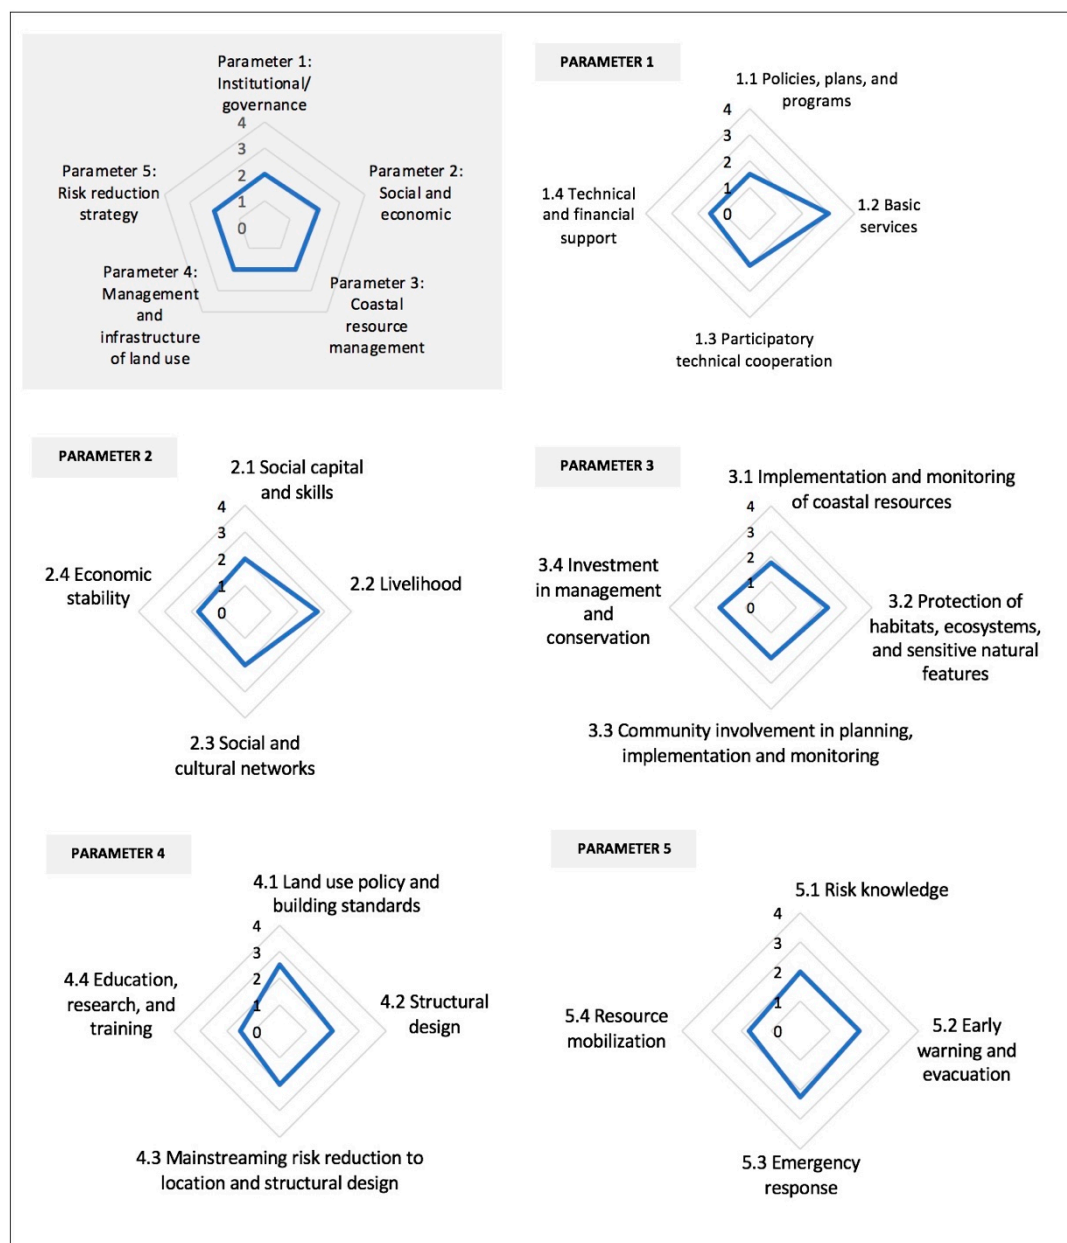 Parameter 1:
Institutional/
governance
4
3
2
1
0
Parameter 2:
Social and
economic
Parameter 3:
Coastal
resource
management
Parameter 4:
Management
and
infrastructure
of land use
Parameter 5:
Risk reduction
strategy
PARAMETER 1
1.1 Policies, plans, and
programs
4
3
2
1
0
1.2 Basic
services
1.3 Participatory
technical cooperation
1.4 Technical
and financial
support
PARAMETER 2
2.1 Social capital
and skills
4
3
2
1
0
2.2 Livelihood
2.3 Social and
cultural networks
2.4 Economic
stability
PARAMETER 3
3.1 Implementation and monitoring
of coastal resources
4
3
2
1
0
3.2 Protection of
habitats, ecosystems,
and sensitive natural
features
3.3 Community involvement in planning,
implementation and monitoring
3.4 Investment
in management
and
conservation
PARAMETER 4
4.1 Land use policy and
building standards
4
3
2
1
0
4.2 Structural
design
4.3 Mainstreaming risk reduction to
location and structural design
4.4 Education,
research, and
training
PARAMETER 5
5.1 Risk knowledge
4
3
2
1
0
5.2 Early
warning and
evacuation
5.3 Emergency
response
5.4 Resource
mobilization